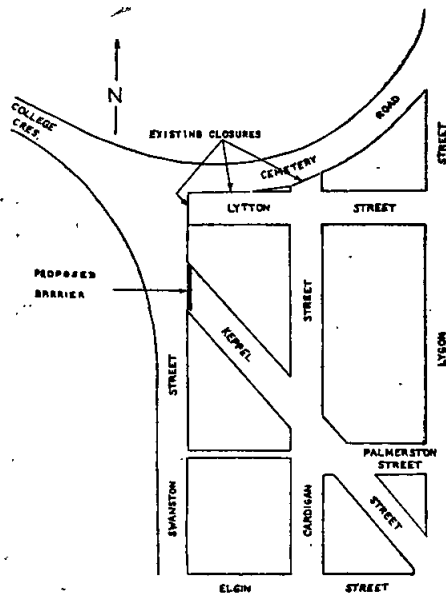 N
COLLEGE
CRES.
EXISTING CLOSURES
CEMETERY
ROAD
STREET
LYTTON
STREET
PROPOSED
BARRIER
KEPPEL
STREET
STREET
LYGON
PALMERSTON
STREET
SWANSTON
CARDIGAN
STREET
ELGIN
STREET